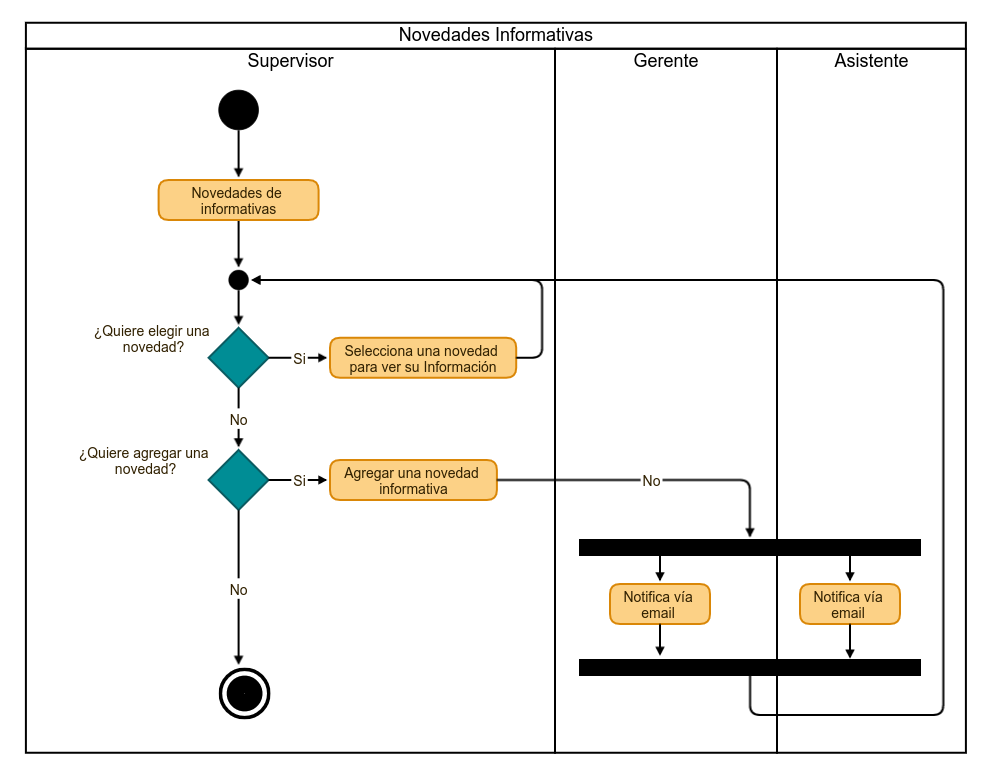 Novedades Informativas
Supervisor
Gerente
Asistente
Novedades de
informativas
¿Quiere elegir una
novedad?
Si
Selecciona una novedad
para ver su Información
No
¿Quiere agregar una
novedad?
Si
Agregar una novedad
informativa
No
No
Notifica vía
email
Notifica vía
email